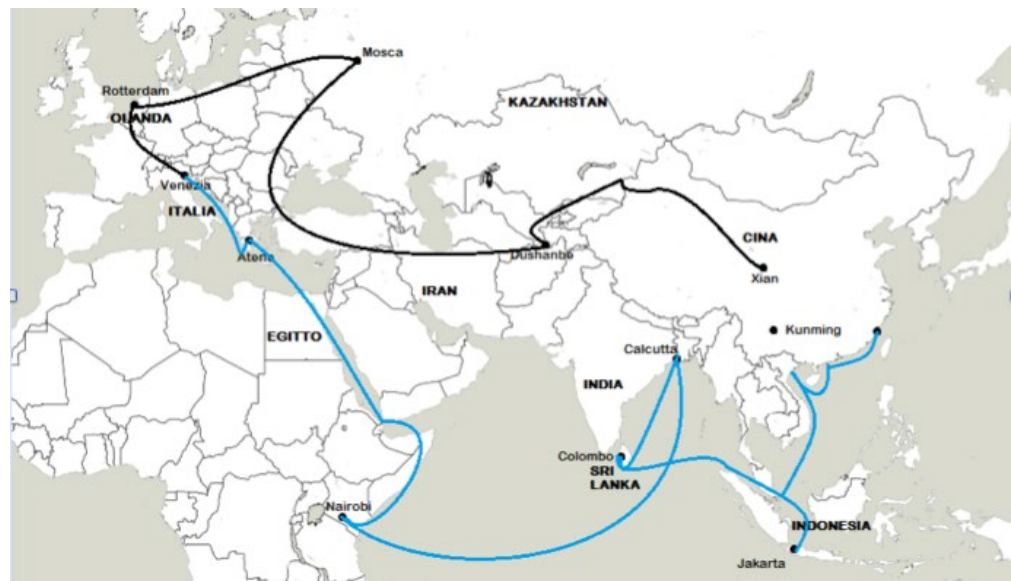 Mosca
Rotterdam
OLANDA
KAZAKHSTAN
Venezia
ITALIA
CINA
Atene
Dushanbe
Xian
IRAN
EGITTO
Kunming
Calcutta
INDIA
Colombo
SRI
LANKA
Nairobi
INDONESIA
Jakarta